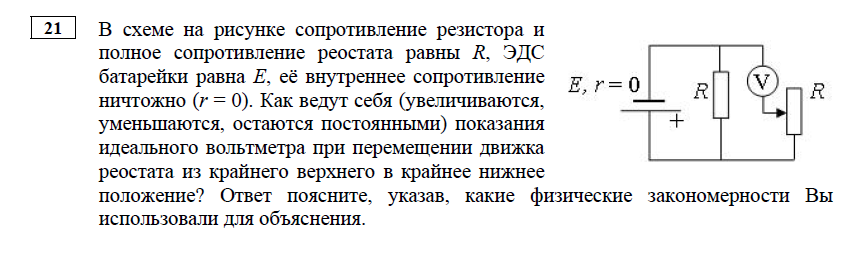 21
В схеме на рисунке сопротивление резистора и
полное сопротивление реостата равны R, ЭДС
батарейки равна E, её внутреннее сопротивление
ничтожно (r = 0). Как ведут себя (увеличиваются,
уменьшаются, остаются постоянными) показания
идеального вольтметра при перемещении движка
реостата из крайнего верхнего в крайнее нижнее
положение? Ответ поясните, указав, какие физические закономерности Вы
использовали для объяснения.
E, r = 0
R
V
R
+